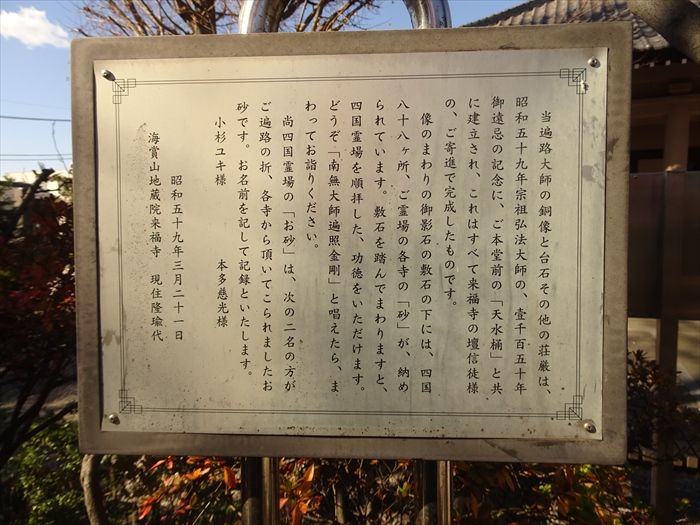 当遍路大師の銅像と台石その他の荘厳は、
昭和五十九年宗祖弘法大師の、壹千百五十年
御遠忌の記念に、ご本堂前の「天水桶」と共
に建立され、これはすべて来福寺の壇信徒様
の、ご寄進で完成したものです。
像のまわりの御影石の敷石の下には、四国
八十八ヶ所、ご霊場の各寺の「砂」が、納め
られています。敷石を踏んでまわりますと、
四国霊場を順拝した、功徳をいただけます。
どうぞ「南無大師遍照金剛」と唱えたら、ま
わってお詣りください。
尚四国霊場の「お砂」は、次の二名の方が
ご遍路の折、各寺から頂いてこられましたお
砂です。お名前を記して記録といたします。
小杉ユキ様 本多慈光様
昭和五十九年三月二十一日
海賞山地蔵院来福寺 現住隆瑜代